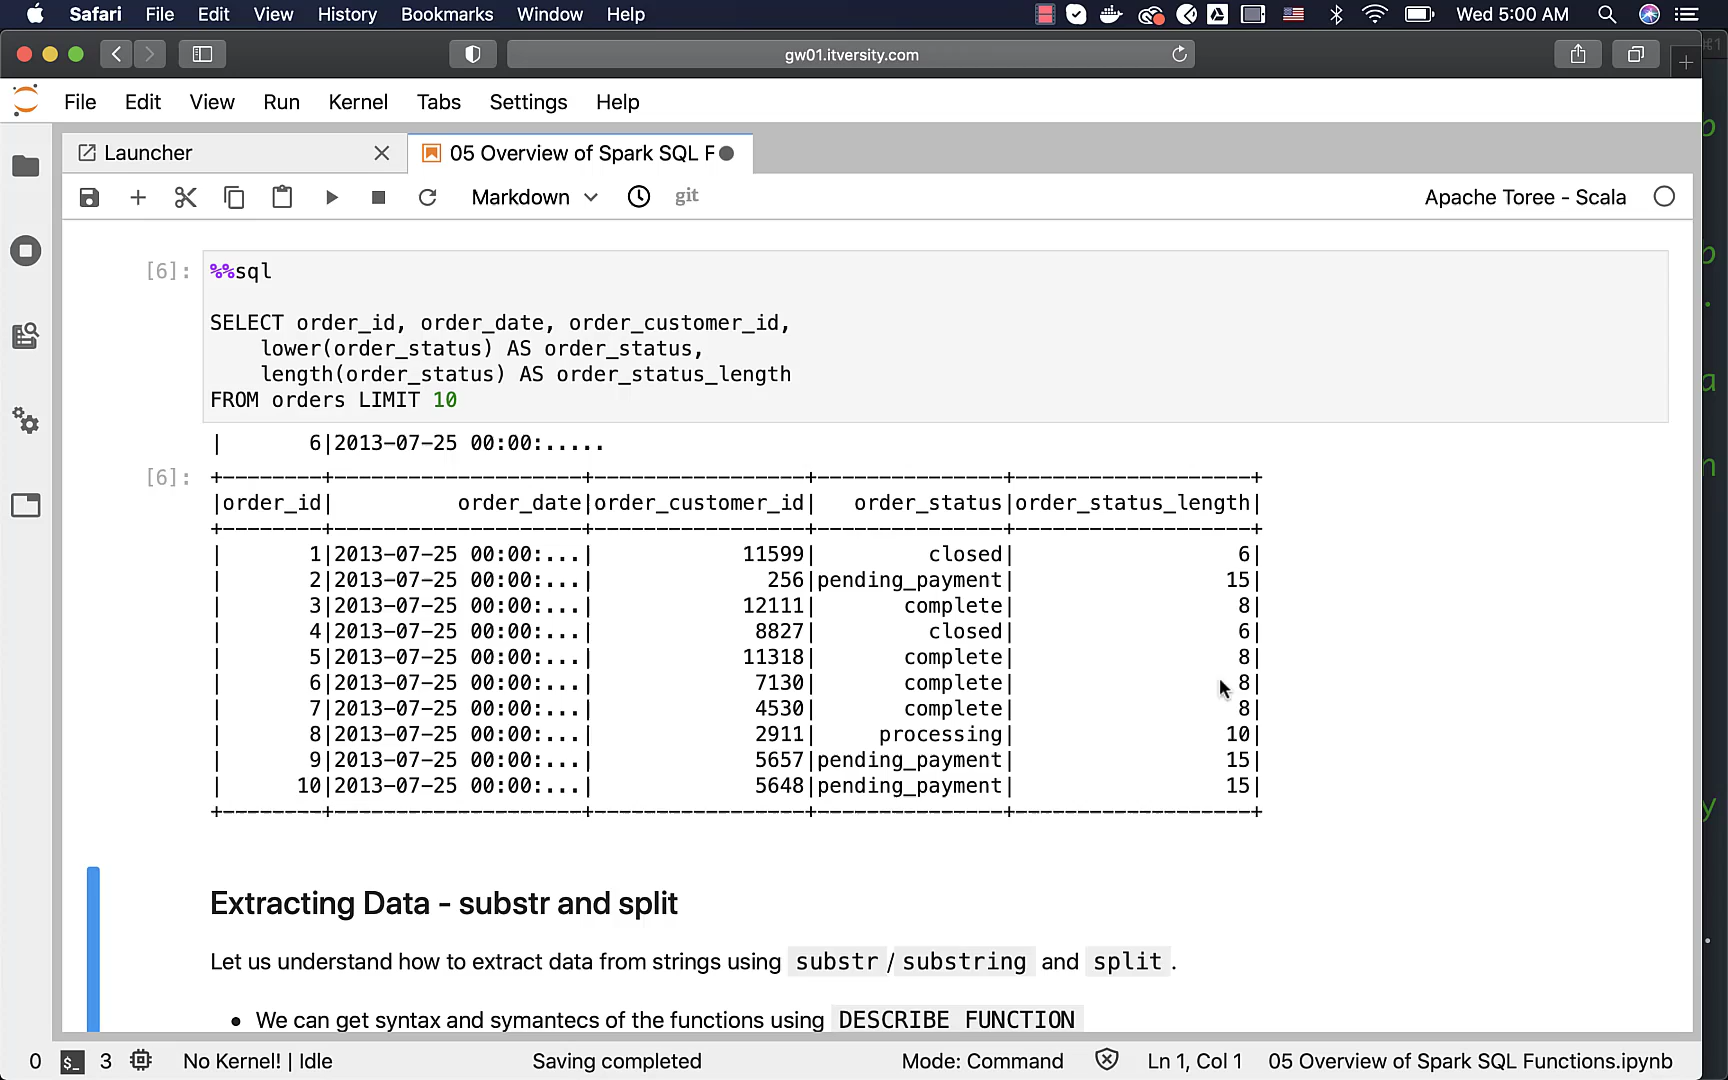 Safari File Edit View History Bookmarks Window Help Wed 5:00 AM
gw01.itversity.com
⌘1
File Edit View Run Kernel Tabs Settings Help
Launcher
05 Overview of Spark SQL F
Markdown
git
Apache Toree - Scala
[6]: %%sql
SELECT order_id, order_date, order_customer_id,
lower(order_status) AS order_status,
length(order_status) AS order_status_length
FROM orders LIMIT 10
| 6|2013-07-25 00:00:.....
[6]: +--------+--------------------+-----------------+---------------+-------------------+
|order_id| order_date|order_customer_id| order_status|order_status_length|
+--------+--------------------+-----------------+---------------+-------------------+
| 1|2013-07-25 00:00:...| 11599| closed| 6|
| 2|2013-07-25 00:00:...| 256|pending_payment| 15|
| 3|2013-07-25 00:00:...| 12111| complete| 8|
| 4|2013-07-25 00:00:...| 8827| closed| 6|
| 5|2013-07-25 00:00:...| 11318| complete| 8|
| 6|2013-07-25 00:00:...| 7130| complete| 8|
| 7|2013-07-25 00:00:...| 4530| complete| 8|
| 8|2013-07-25 00:00:...| 2911| processing| 10|
| 9|2013-07-25 00:00:...| 5657|pending_payment| 15|
| 10|2013-07-25 00:00:...| 5648|pending_payment| 15|
+--------+--------------------+-----------------+---------------+-------------------+
Extracting Data - substr and split
Let us understand how to extract data from strings using substr / substring and split .
• We can get syntax and symantecs of the functions using DESCRIBE FUNCTION
0 $_ 3 No Kernel! | Idle Saving completed Mode: Command Ln 1, Col 1 05 Overview of Spark SQL Functions.ipynb